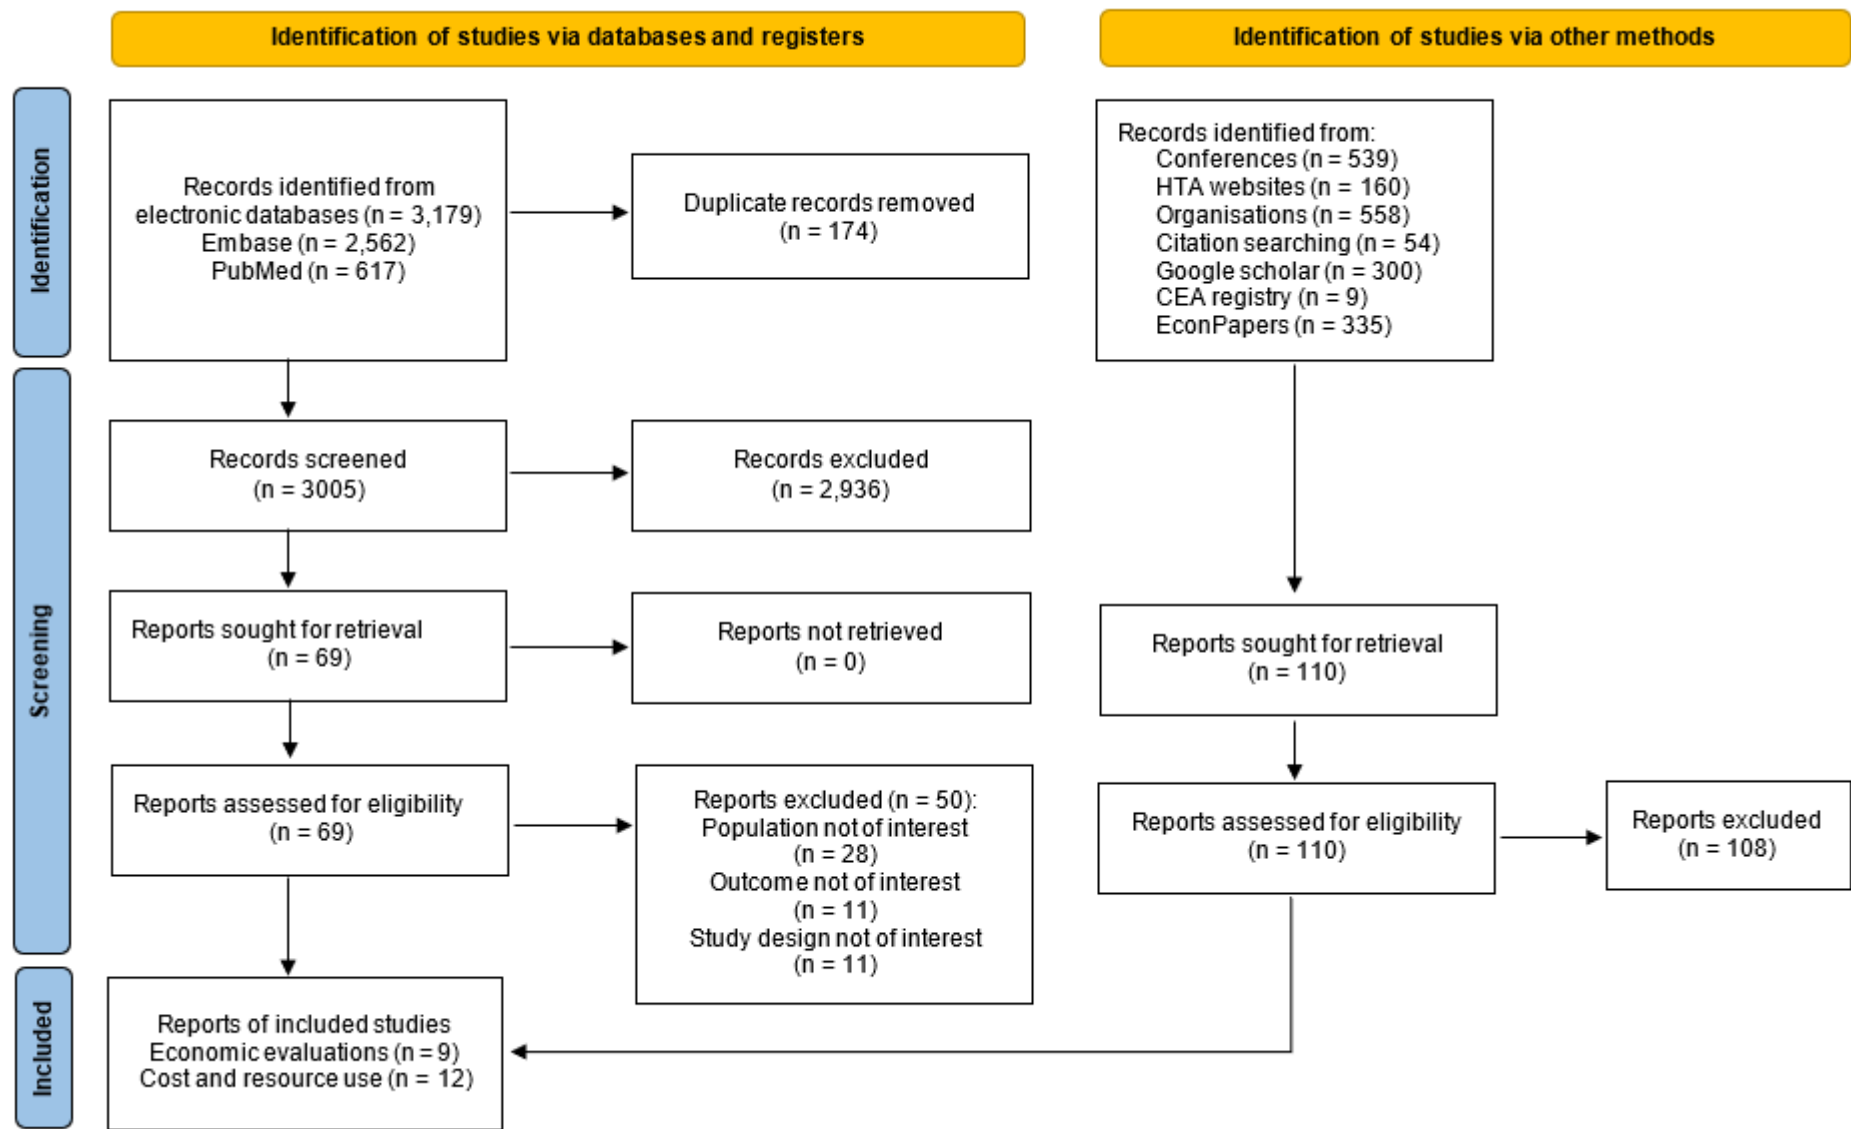 Identification of studies via databases and registers
Identification of studies via other methods
Identification
Records identified from
electronic databases (n = 3,179)
Embase (n = 2,562)
PubMed (n = 617)
Duplicate records removed
(n = 174)
Records identified from:
Conferences (n = 539)
HTA websites (n = 160)
Organisations (n = 558)
Citation searching (n = 54)
Google scholar (n = 300)
CEA registry (n = 9)
EconPapers (n = 335)
Screening
Records screened
(n = 3005)
Records excluded
(n = 2,936)
Reports sought for retrieval
(n = 69)
Reports not retrieved
(n = 0)
Reports sought for retrieval
(n = 110)
Reports assessed for eligibility
(n = 69)
Reports excluded (n = 50):
Population not of interest
(n = 28)
Outcome not of interest
(n = 11)
Study design not of interest
(n = 11)
Reports assessed for eligibility
(n = 110)
Reports excluded
(n = 108)
Included
Reports of included studies
Economic evaluations (n = 9)
Cost and resource use (n = 12)